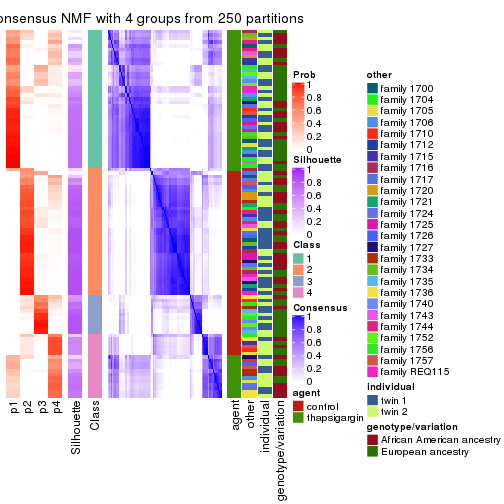 onsensus NMF with 4 groups from 250 partitions
Prob
1
0.8
0.6
0.4
0.2
0
Silhouette
1
0.8
0.6
0.4
0.2
0
Class
1
2
3
4
Consensus
1
0.8
0.6
0.4
0.2
0
agent
control
thapsigargin
other
family 1700
family 1704
family 1705
family 1706
family 1710
family 1712
family 1715
family 1716
family 1717
family 1720
family 1721
family 1724
family 1725
family 1726
family 1727
family 1733
family 1734
family 1735
family 1736
family 1740
family 1743
family 1744
family 1752
family 1756
family 1757
family REQ115
individual
twin 1
twin 2
genotype/variation
African American ancestry
European ancestry
p1
p2
p3
p4
Silhouette
Class
agent
other
individual
genotype/variation